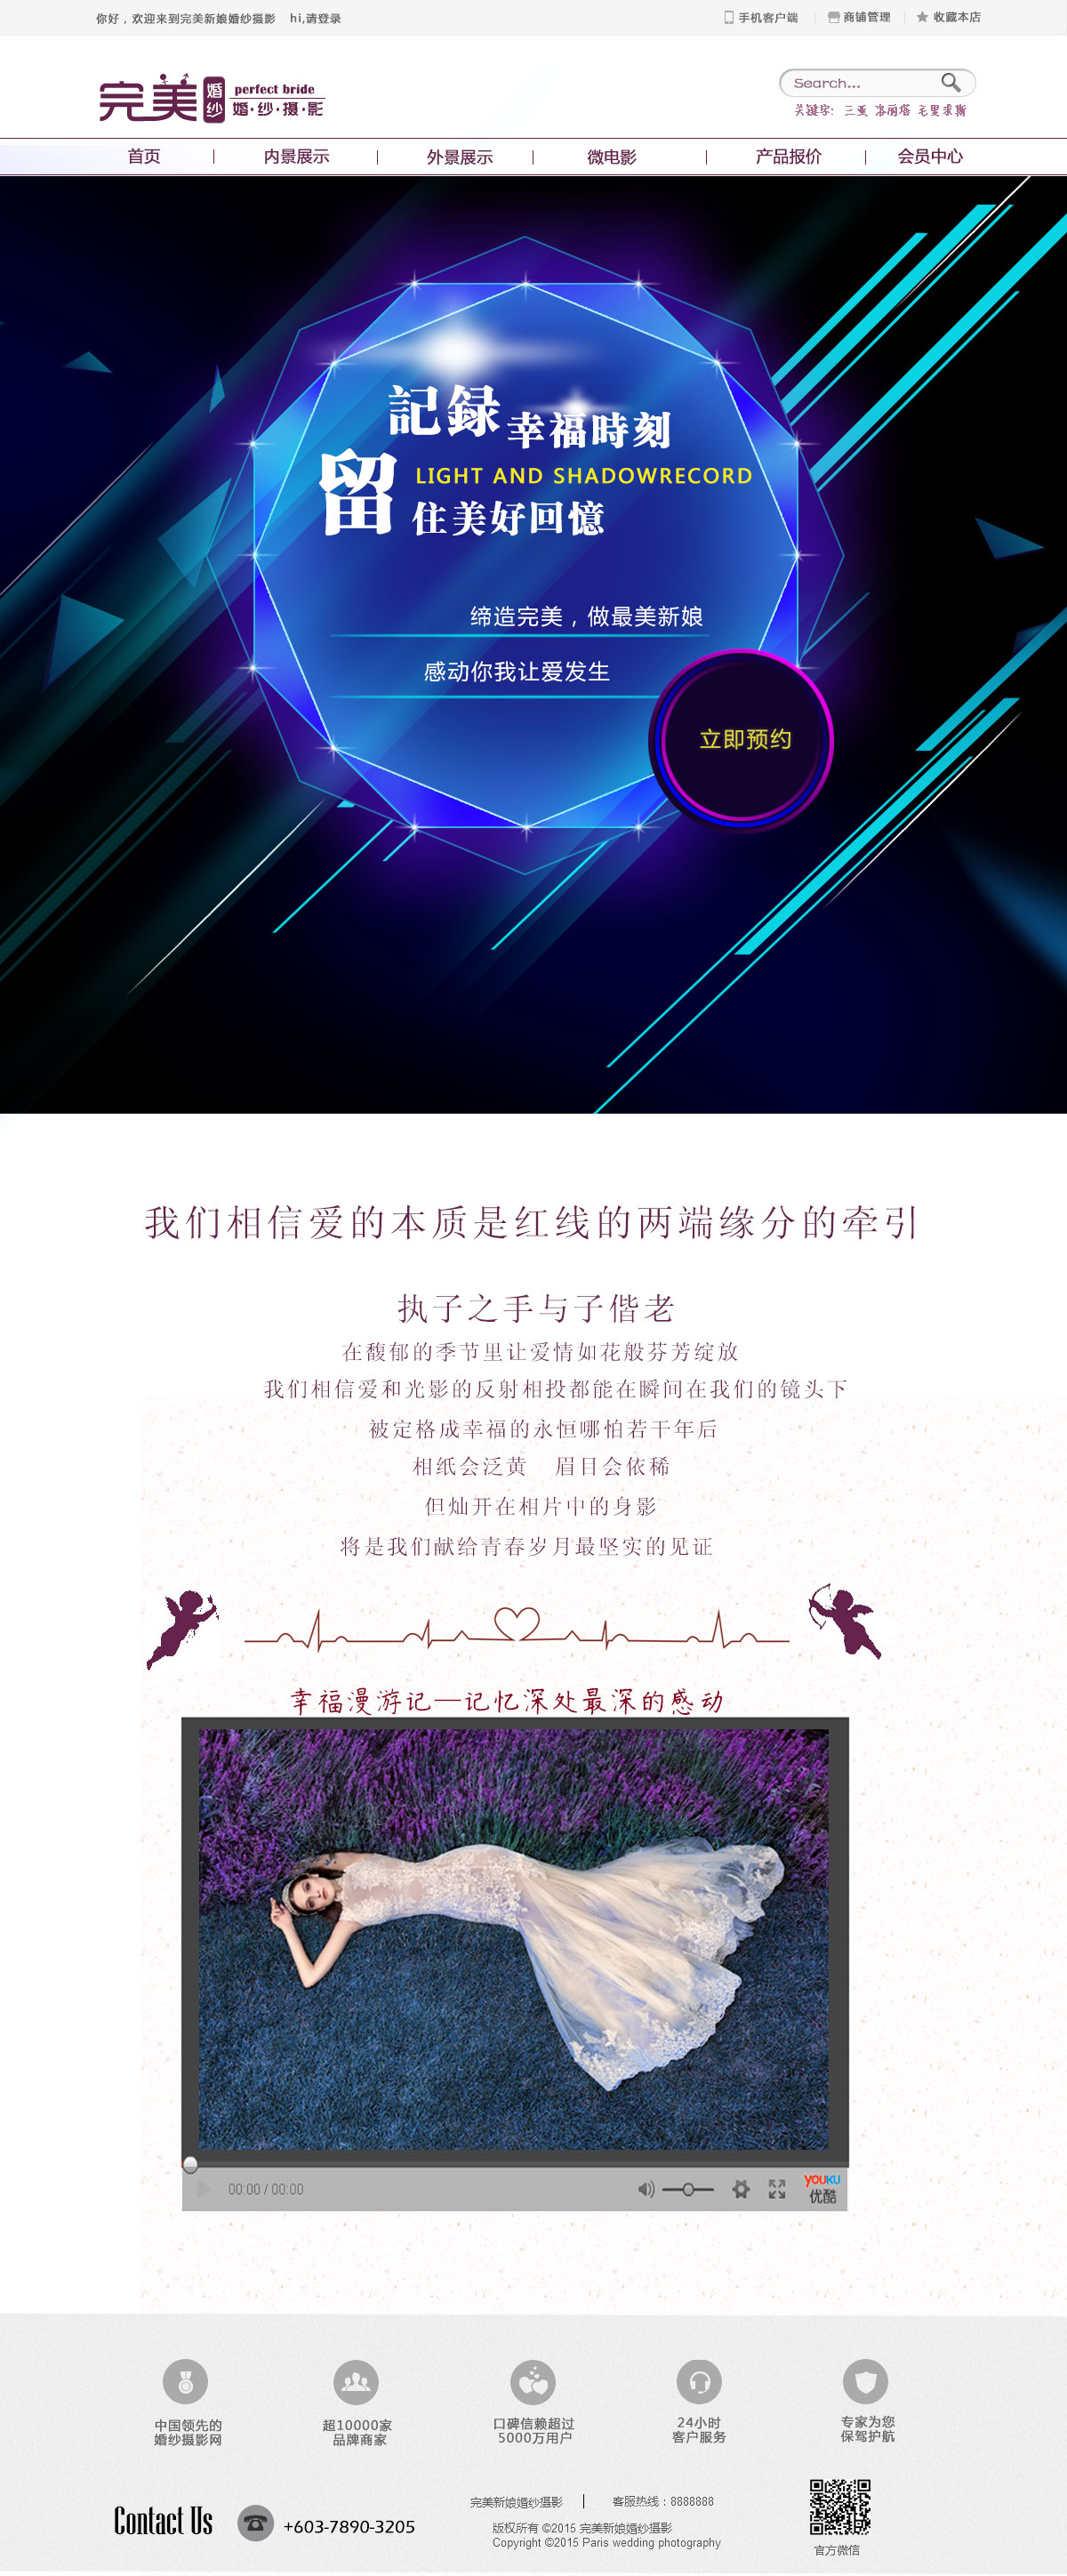 你好，欢迎来到完美新娘婚纱摄影 hi,请登录
手机客户端 商铺管理 收藏本店
完美 婚纱 perfect bride
婚·纱·摄·影
Search...
关键字: 三亚 洛丽塔 毛里求斯
首页 内景展示 外景展示 微电影 产品报价 会员中心
記録幸福時刻
LIGHT AND SHADOWRECORD
留住美好回憶
缔造完美，做最美新娘
感动你我让爱发生
立即预约
我们相信爱的本质是红线的两端缘分的牵引
执子之手与子偕老
在馥郁的季节里让爱情如花般芬芳绽放
我们相信爱和光影的反射相投都能在瞬间在我们的镜头下
被定格成幸福的永恒哪怕若干年后
相纸会泛黄 眉目会依稀
但灿开在相片中的身影
将是我们献给青春岁月最坚实的见证
幸福漫游记—记忆深处最深的感动
00:00 / 00:00
YOUKU
优酷
中国领先的
婚纱摄影网
超10000家
品牌商家
口碑信赖超过
5000万用户
24小时
客户服务
专家为您
保驾护航
Contact Us +603-7890-3205
完美新娘婚纱摄影 | 客服热线：8888888
版权所有 ©2015 完美新娘婚纱摄影
Copyright ©2015 Paris wedding photography
官方微信